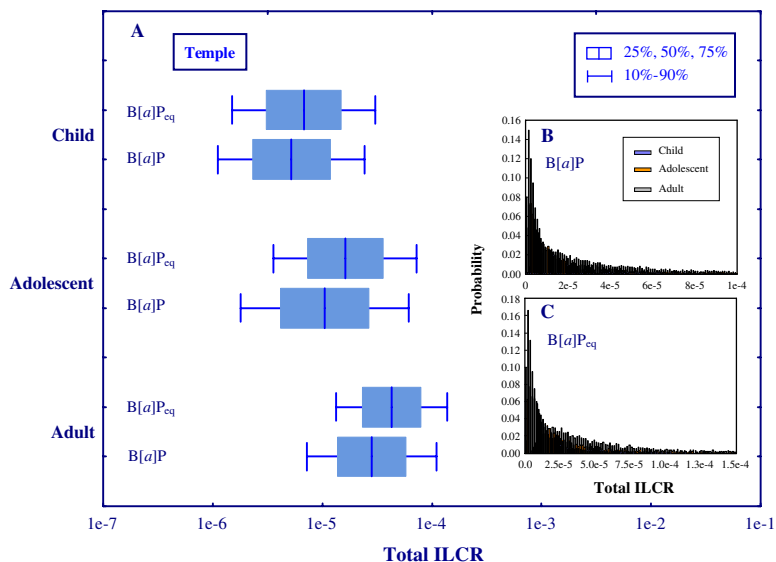 A
Temple
25%, 50%, 75%
10%-90%
Child
B[a]Peq
B[a]P
Adolescent
B[a]Peq
B[a]P
Adult
B[a]Peq
B[a]P
1e-7 1e-6 1e-5 1e-4 1e-3 1e-2 1e-1
Total ILCR
Probability
B
B[a]P
Child
Adolescent
Adult
0.16
0.14
0.12
0.10
0.08
0.06
0.04
0.02
0.00
0 2e-5 4e-5 6e-5 8e-5 1e-4
C
B[a]Peq
0.18
0.16
0.14
0.12
0.10
0.08
0.06
0.04
0.02
0.00
0.0 2.5e-5 5.0e-5 7.5e-5 1.0e-4 1.3e-4 1.5e-4
Total ILCR